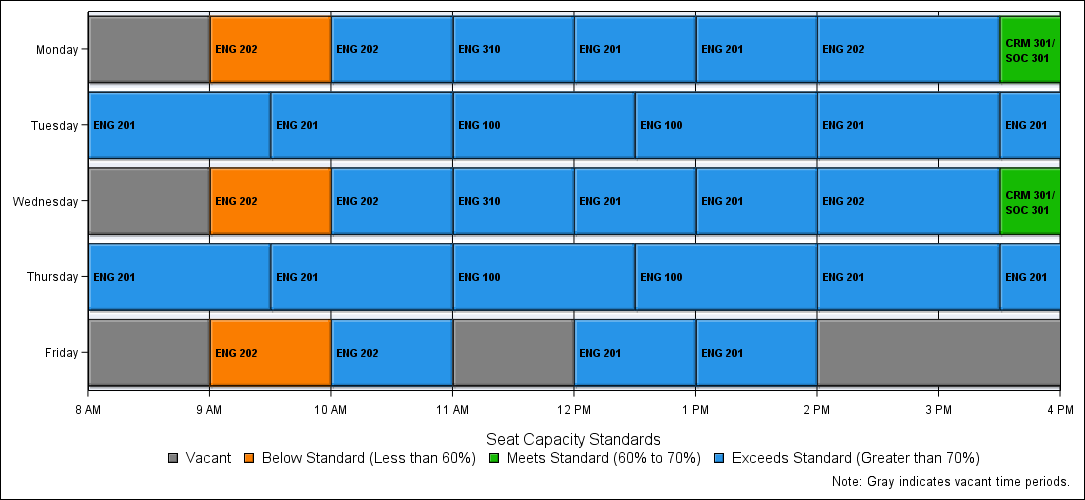 Monday
ENG 202
ENG 202
ENG 310
ENG 201
ENG 201
ENG 202
CRM 301/
SOC 301
Tuesday
ENG 201
ENG 201
ENG 100
ENG 100
ENG 201
ENG 201
Wednesday
ENG 202
ENG 202
ENG 310
ENG 201
ENG 201
ENG 202
CRM 301/
SOC 301
Thursday
ENG 201
ENG 201
ENG 100
ENG 100
ENG 201
ENG 201
Friday
ENG 202
ENG 202
ENG 201
ENG 201
8 AM
9 AM
10 AM
11 AM
12 PM
1 PM
2 PM
3 PM
4 PM
Seat Capacity Standards
Vacant
Below Standard (Less than 60%)
Meets Standard (60% to 70%)
Exceeds Standard (Greater than 70%)
Note: Gray indicates vacant time periods.